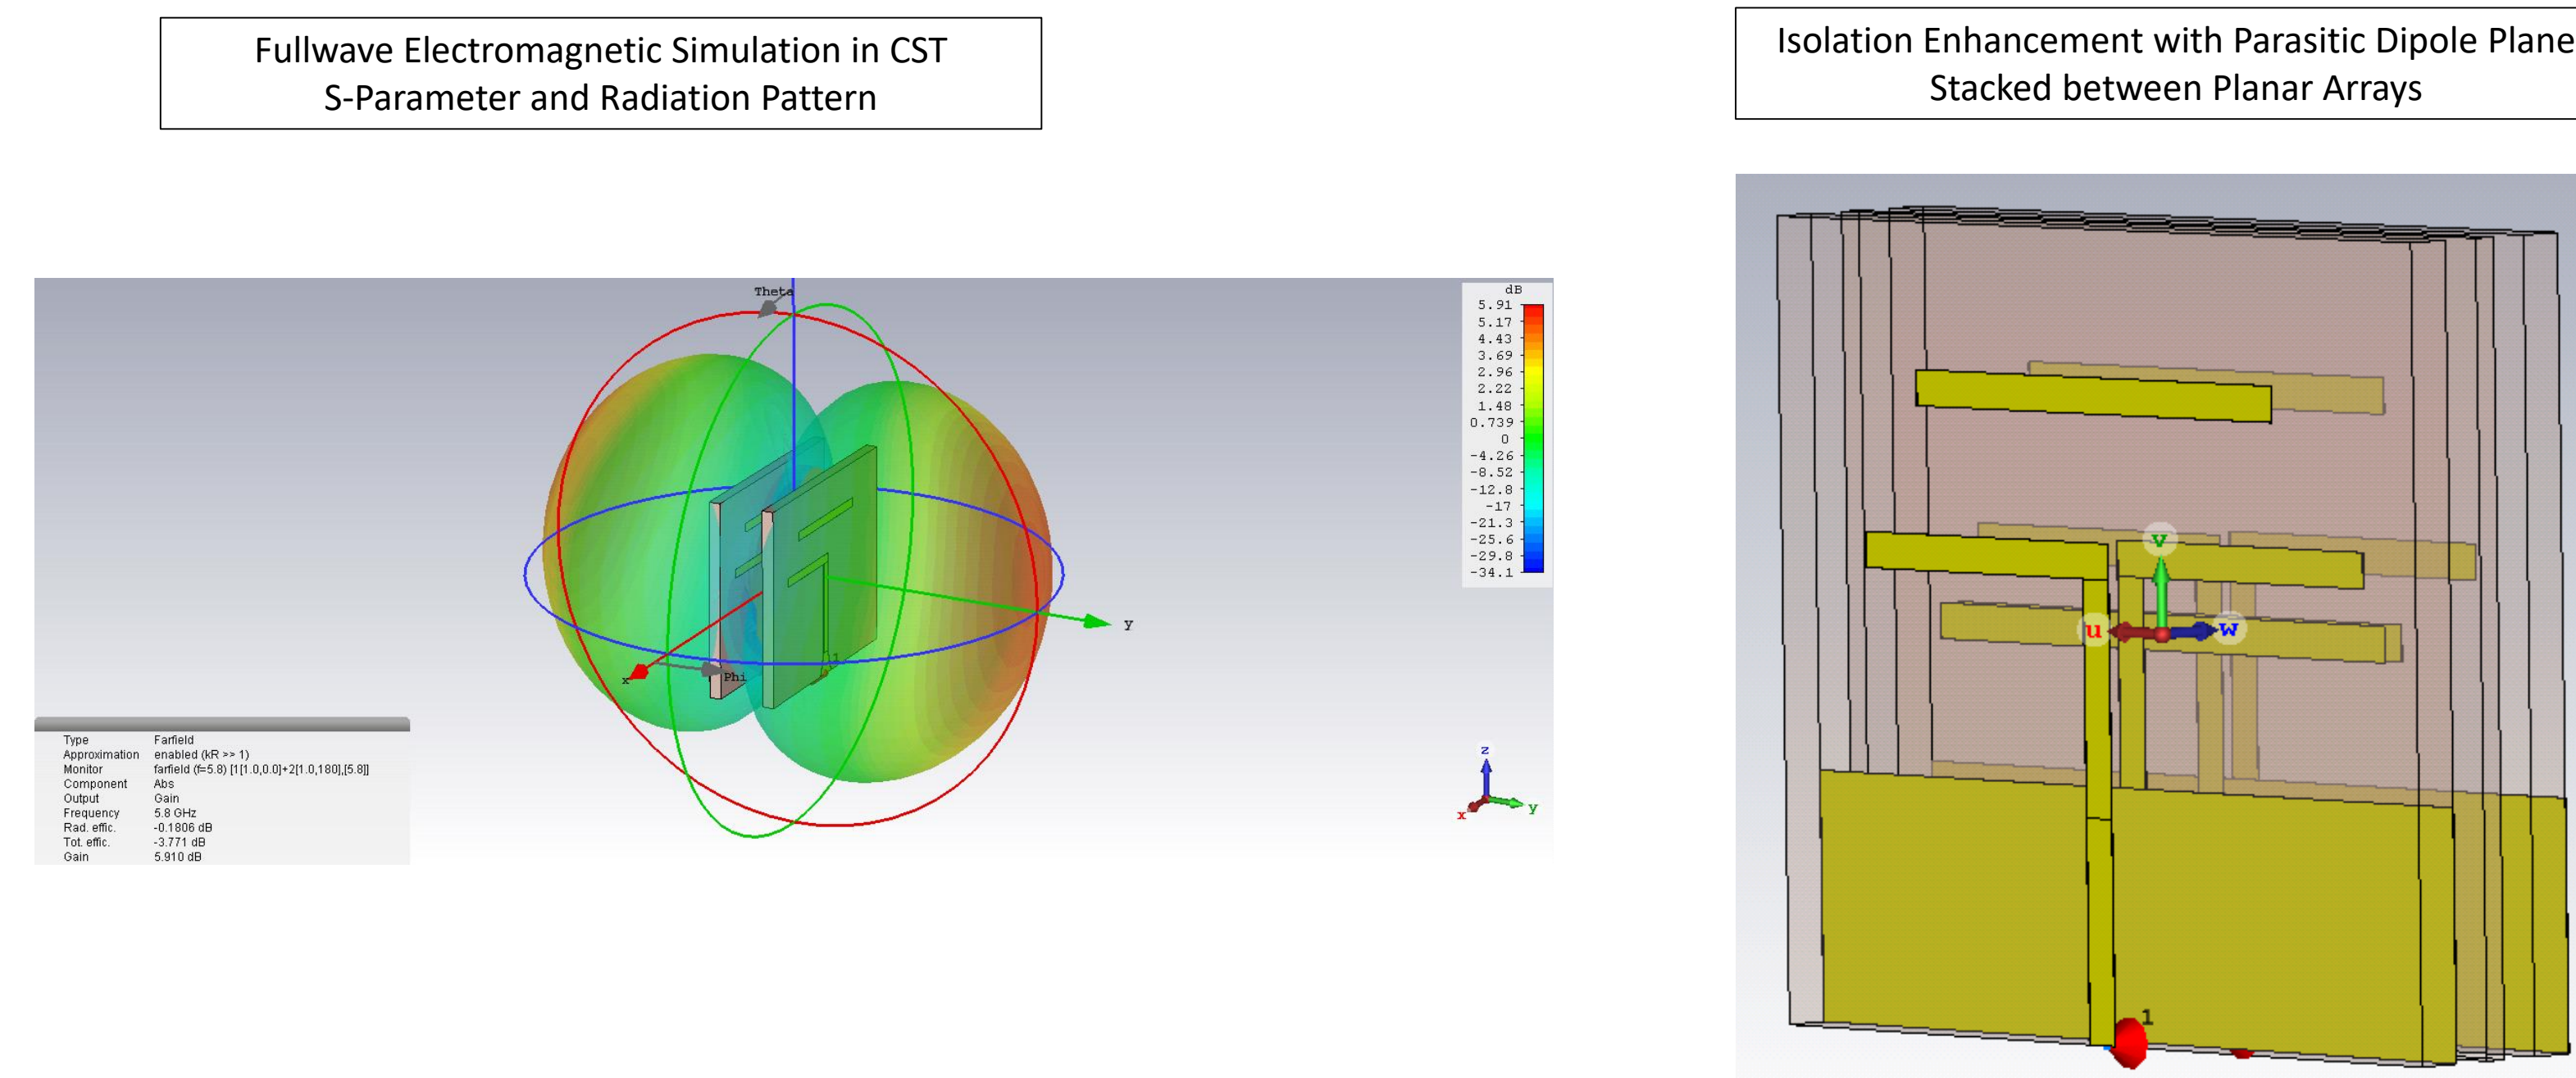 Fullwave Electromagnetic Simulation in CST
S-Parameter and Radiation Pattern
Isolation Enhancement with Parasitic Dipole Plane
Stacked between Planar Arrays
Theta
x
Phi
y
1
dB
5.91
5.17
4.43
3.69
2.96
2.22
1.48
0.739
0
-4.26
-8.52
-12.8
-17
-21.3
-25.6
-29.8
-34.1
z
x
y
Type Farfield
Approximation enabled (kR >> 1)
Monitor farfield (f=5.8) [1[1.0,0.0]+2[1.0,180],[5.8]]
Component Abs
Output Gain
Frequency 5.8 GHz
Rad. effic. -0.1806 dB
Tot. effic. -3.771 dB
Gain 5.910 dB
v
u
w
1